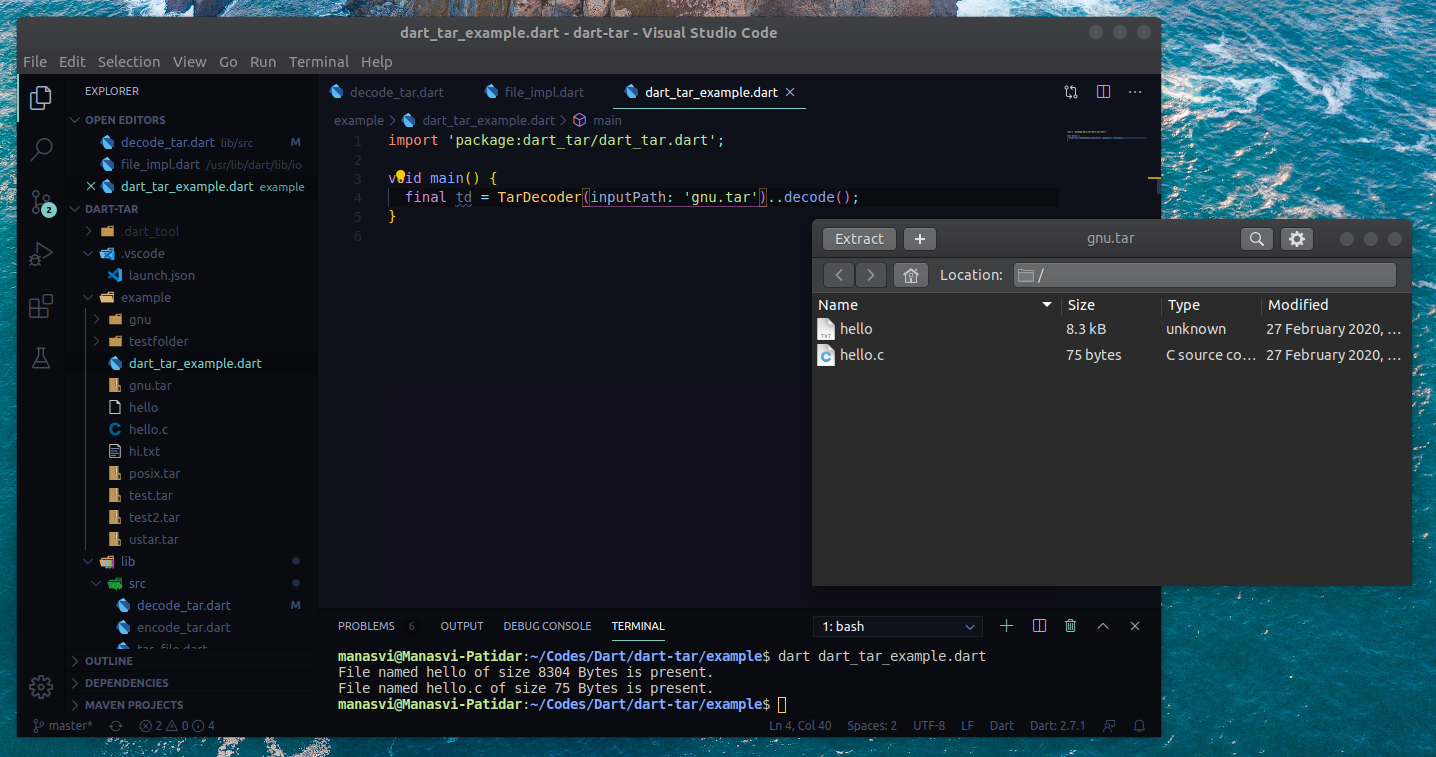 dart_tar_example.dart - dart-tar - Visual Studio Code
File Edit Selection View Go Run Terminal Help
EXPLORER
OPEN EDITORS
decode_tar.dart lib/src M
file_impl.dart /usr/lib/dart/lib/io
dart_tar_example.dart example
2
DART-TAR
.dart_tool
.vscode
launch.json
example
gnu
testfolder
dart_tar_example.dart
gnu.tar
hello
hello.c
hi.txt
posix.tar
test.tar
test2.tar
ustar.tar
lib
src
decode_tar.dart M
encode_tar.dart
tar_file.dart
OUTLINE
DEPENDENCIES
MAVEN PROJECTS
decode_tar.dart file_impl.dart dart_tar_example.dart
example > dart_tar_example.dart > main
1 import 'package:dart_tar/dart_tar.dart';
2
3 void main() {
4 final td = TarDecoder(inputPath: 'gnu.tar')..decode();
5 }
6
Extract + gnu.tar
Location: /
Name Size Type Modified
hello 8.3 kB unknown 27 February 2020, ...
hello.c 75 bytes C source co... 27 February 2020, ...
PROBLEMS 6 OUTPUT DEBUG CONSOLE TERMINAL 1: bash
manasvi@Manasvi-Patidar:~/Codes/Dart/dart-tar/example$ dart dart_tar_example.dart
File named hello of size 8304 Bytes is present.
File named hello.c of size 75 Bytes is present.
manasvi@Manasvi-Patidar:~/Codes/Dart/dart-tar/example$
master* 2 0 4 Ln 4, Col 40 Spaces: 2 UTF-8 LF Dart Dart: 2.7.1